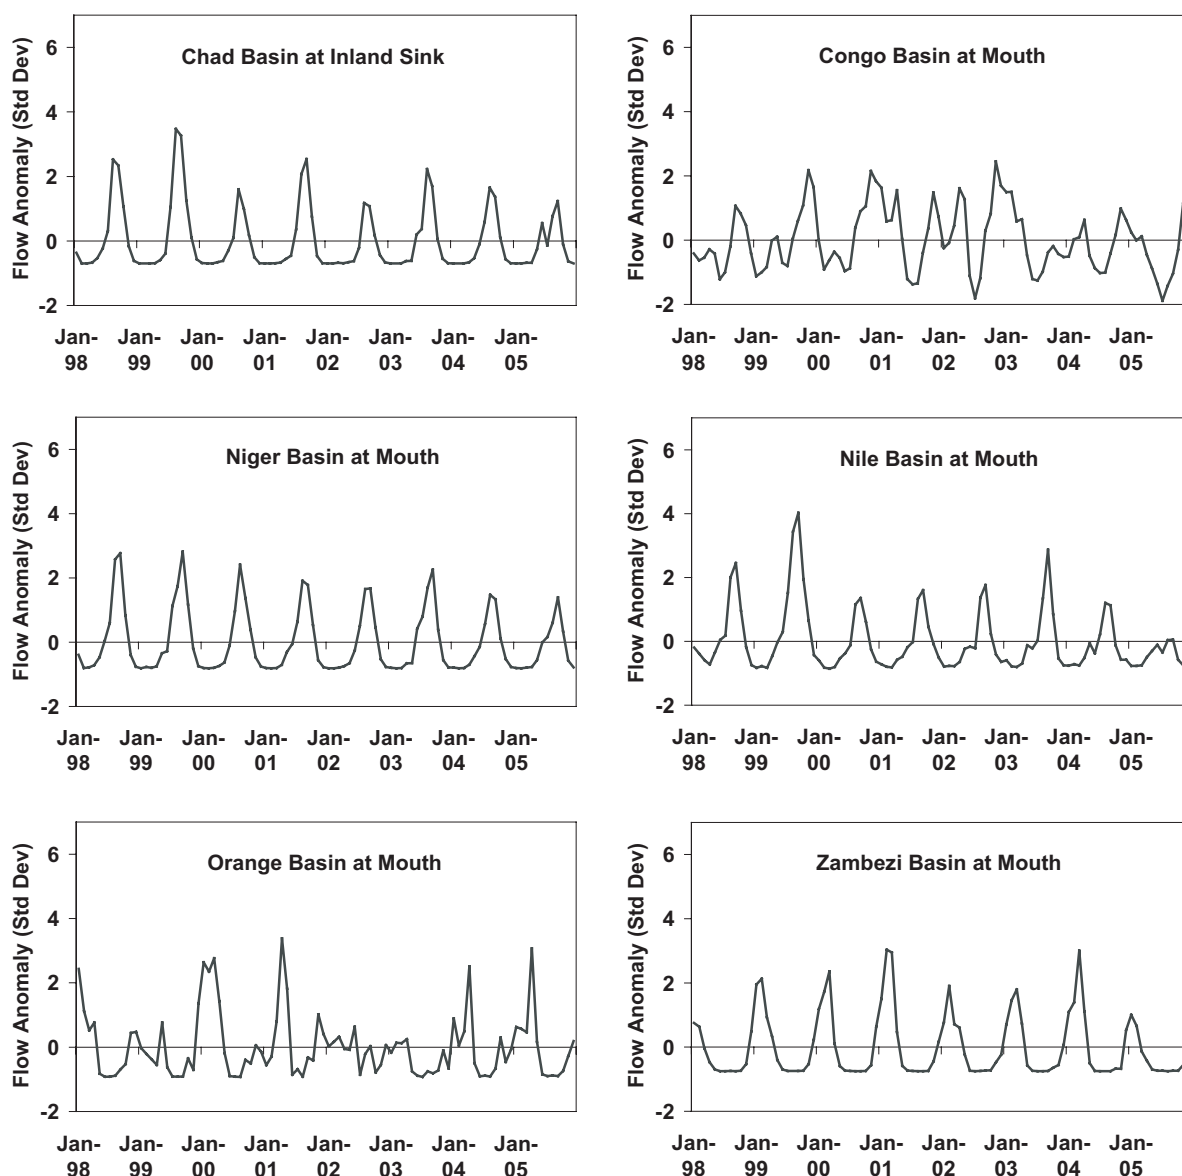 Chad Basin at Inland Sink
Flow Anomaly (Std Dev)
6
4
2
0
-2
Jan- Jan- Jan- Jan- Jan- Jan- Jan- Jan-
98 99 00 01 02 03 04 05
Congo Basin at Mouth
Flow Anomaly (Std Dev)
6
4
2
0
-2
Jan- Jan- Jan- Jan- Jan- Jan- Jan- Jan-
98 99 00 01 02 03 04 05
Niger Basin at Mouth
Flow Anomaly (Std Dev)
6
4
2
0
-2
Jan- Jan- Jan- Jan- Jan- Jan- Jan- Jan-
98 99 00 01 02 03 04 05
Nile Basin at Mouth
Flow Anomaly (Std Dev)
6
4
2
0
-2
Jan- Jan- Jan- Jan- Jan- Jan- Jan- Jan-
98 99 00 01 02 03 04 05
Orange Basin at Mouth
Flow Anomaly (Std Dev)
6
4
2
0
-2
Jan- Jan- Jan- Jan- Jan- Jan- Jan- Jan-
98 99 00 01 02 03 04 05
Zambezi Basin at Mouth
Flow Anomaly (Std Dev)
6
4
2
0
-2
Jan- Jan- Jan- Jan- Jan- Jan- Jan- Jan-
98 99 00 01 02 03 04 05